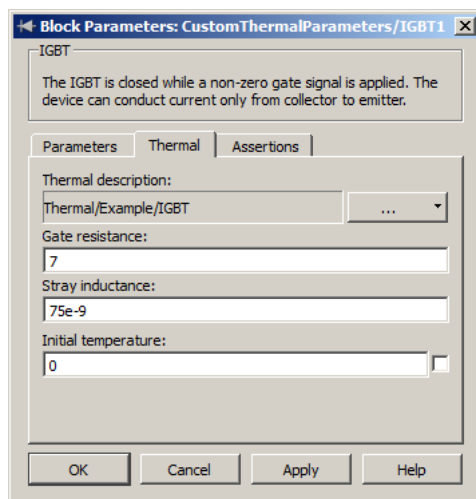 Block Parameters: CustomThermalParameters/IGBT1
IGBT
The IGBT is closed while a non-zero gate signal is applied. The
device can conduct current only from collector to emitter.
Parameters Thermal Assertions
Thermal description:
Thermal/Example/IGBT ...
Gate resistance:
7
Stray inductance:
75e-9
Initial temperature:
0
OK Cancel Apply Help